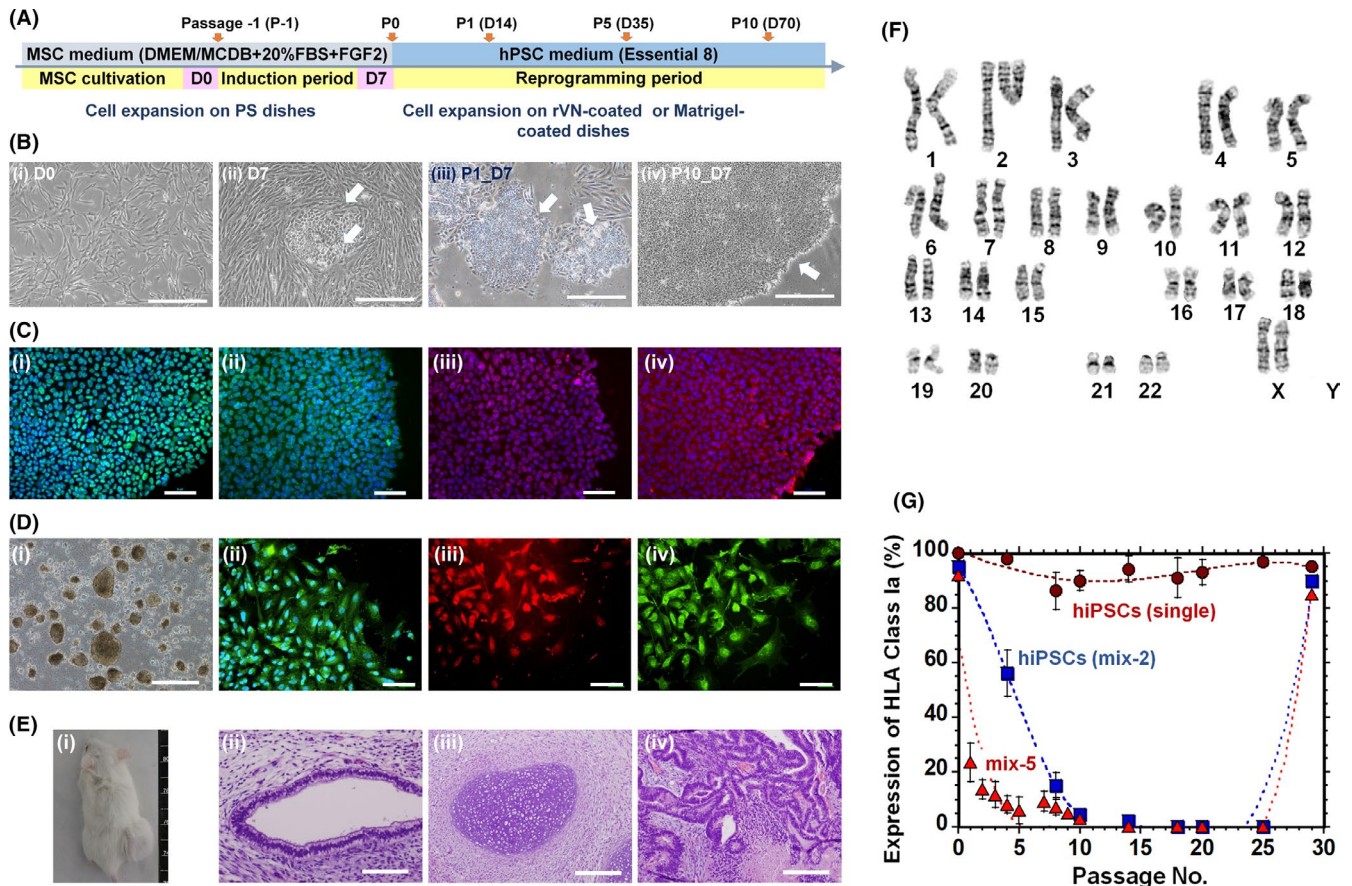 (A)
Passage -1 (P-1) P0 P1 (D14) P5 (D35) P10 (D70)
MSC medium (DMEM/MCDB+20%FBS+FGF2) hPSC medium (Essential 8)
MSC cultivation D0 Induction period D7 Reprogramming period
Cell expansion on PS dishes
Cell expansion on rVN-coated or Matrigel-
coated dishes
(B)
(i) D0 (ii) D7 (iii) P1_D7 (iv) P10_D7
(C)
(i) (ii) (iii) (iv)
(D)
(i) (ii) (iii) (iv)
(E)
(i) (ii) (iii) (iv)
(F)
1 2 3 4 5
6 7 8 9 10 11 12
13 14 15 16 17 18
19 20 21 22 X Y
(G)
Expression of HLA Class Ia (%)
100
80
60
40
20
0
hiPSCs (single)
hiPSCs (mix-2)
mix-5
0 5 10 15 20 25 30
Passage No.